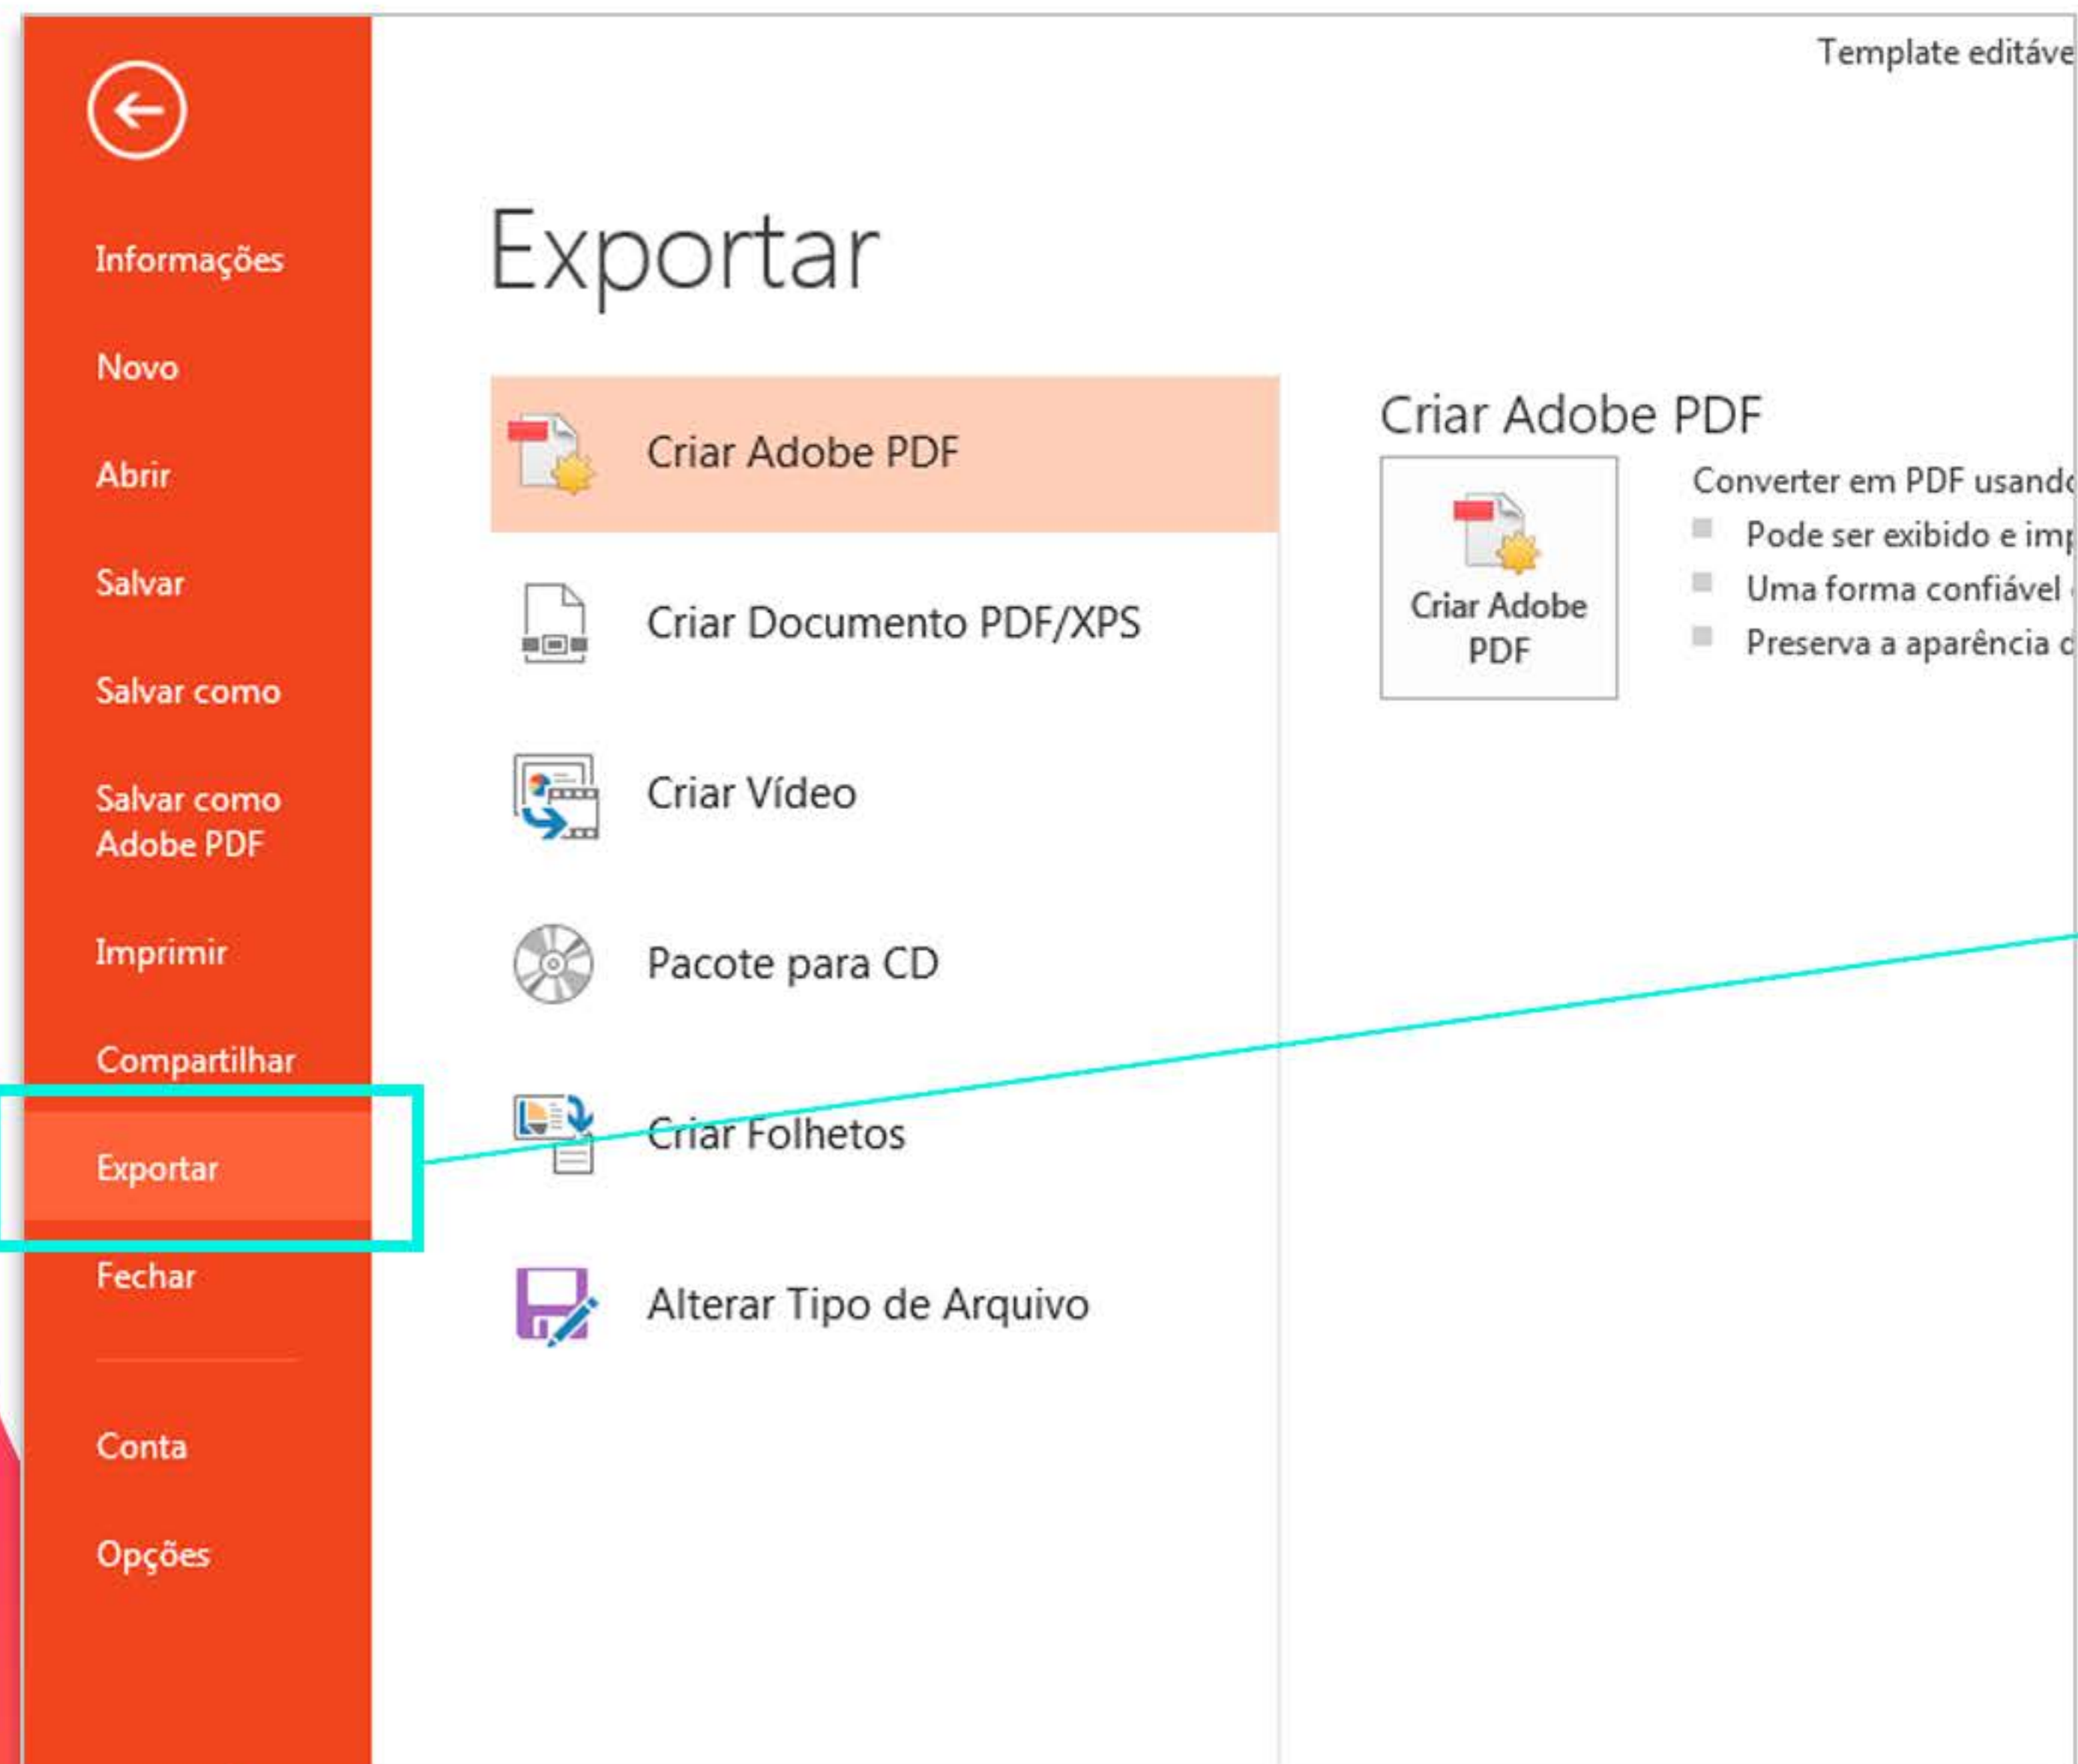 Template editáve
Exportar
Informações
Novo
Abrir
Salvar
Salvar como
Salvar como
Adobe PDF
Imprimir
Compartilhar
Exportar
Fechar
Conta
Opções
Criar Adobe PDF
Criar Documento PDF/XPS
Criar Vídeo
Pacote para CD
Criar Folhetos
Alterar Tipo de Arquivo
Criar Adobe PDF
Criar Adobe
PDF
Converter em PDF usando
Pode ser exibido e imp
Uma forma confiável
Preserva a aparência d